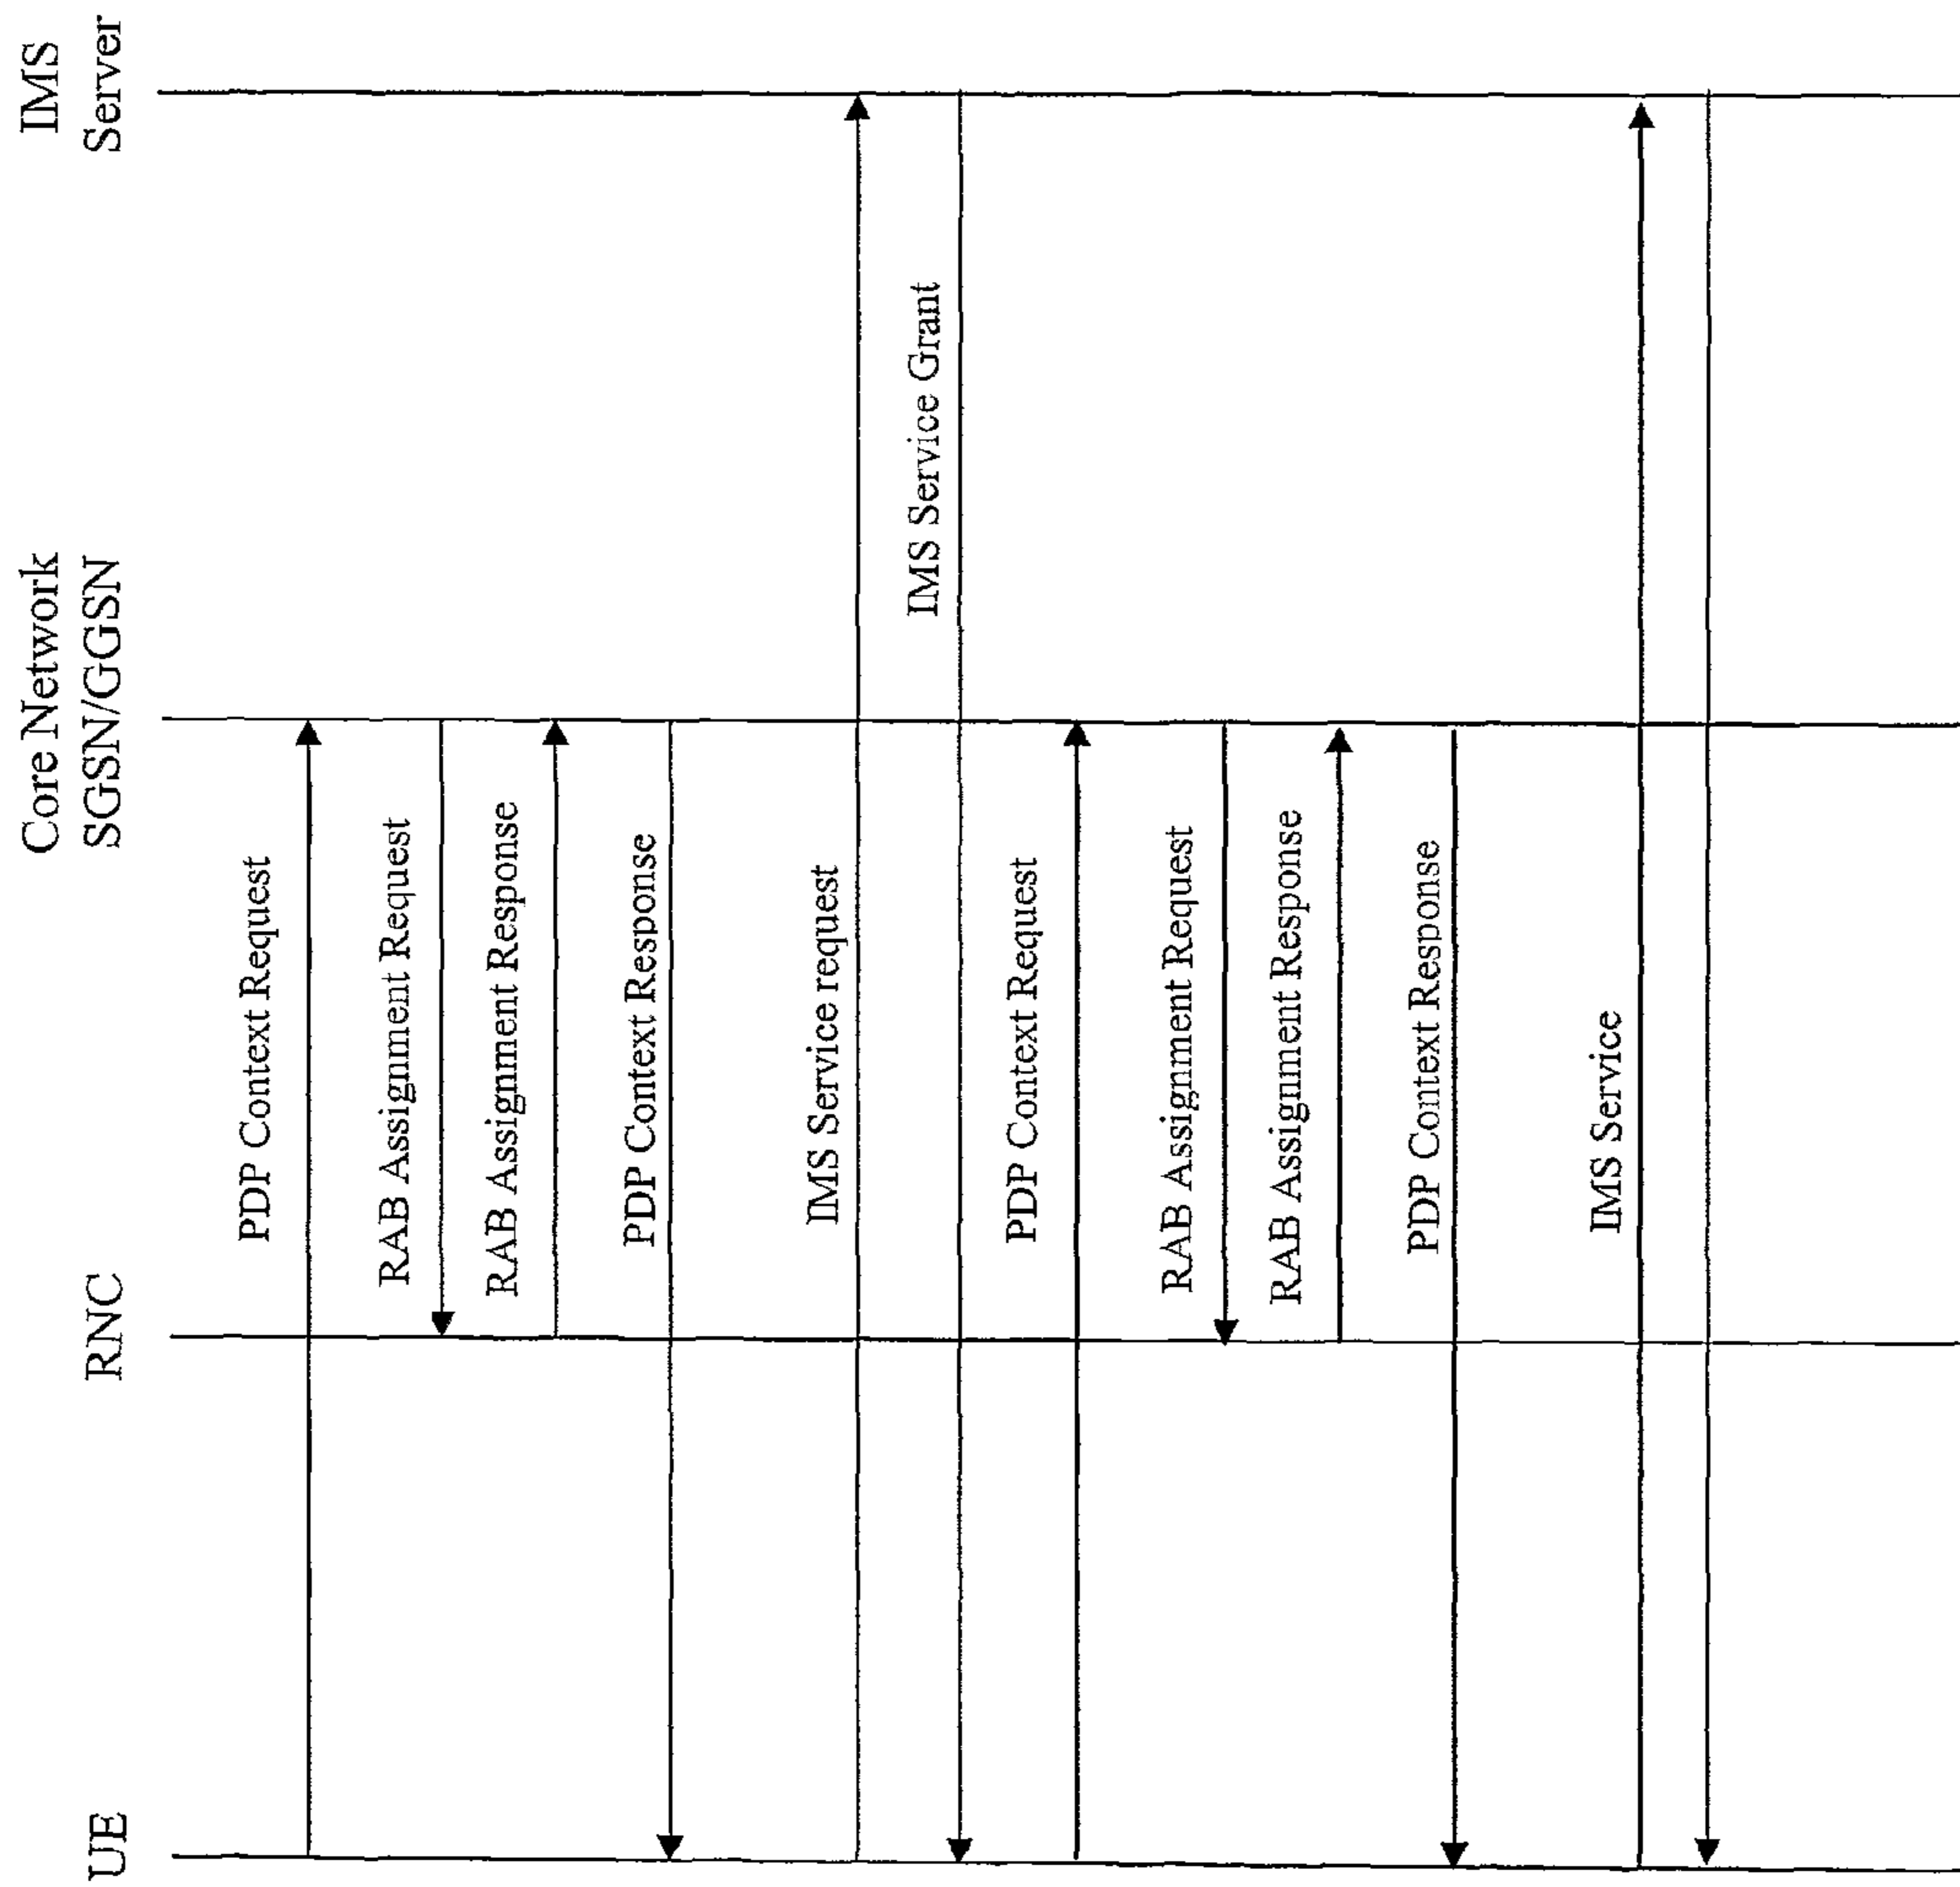 UE
RNC
Core Network
SGSN/GGSN
IMS
Server
PDP Context Request
RAB Assignment Request
RAB Assignment Response
PDP Context Response
IMS Service request
IMS Service Grant
PDP Context Request
RAB Assignment Request
RAB Assignment Response
PDP Context Response
IMS Service